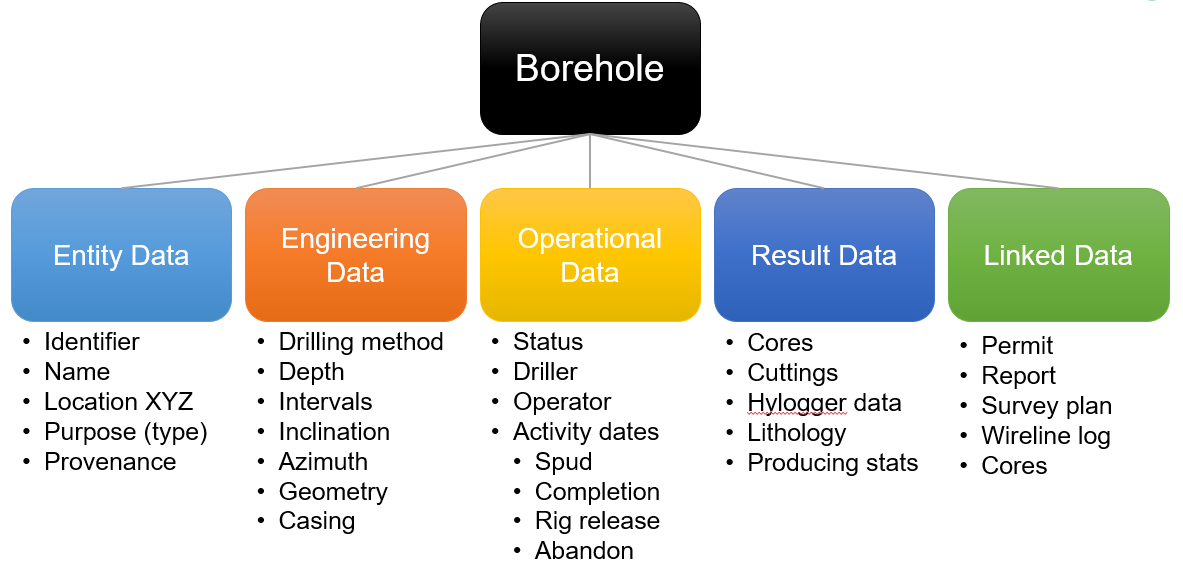 Borehole
Entity Data
• Identifier
• Name
• Location XYZ
• Purpose (type)
• Provenance
Engineering
Data
• Drilling method
• Depth
• Intervals
• Inclination
• Azimuth
• Geometry
• Casing
Operational
Data
• Status
• Driller
• Operator
• Activity dates
• Spud
• Completion
• Rig release
• Abandon
Result Data
• Cores
• Cuttings
• Hylogger data
• Lithology
• Producing stats
Linked Data
• Permit
• Report
• Survey plan
• Wireline log
• Cores